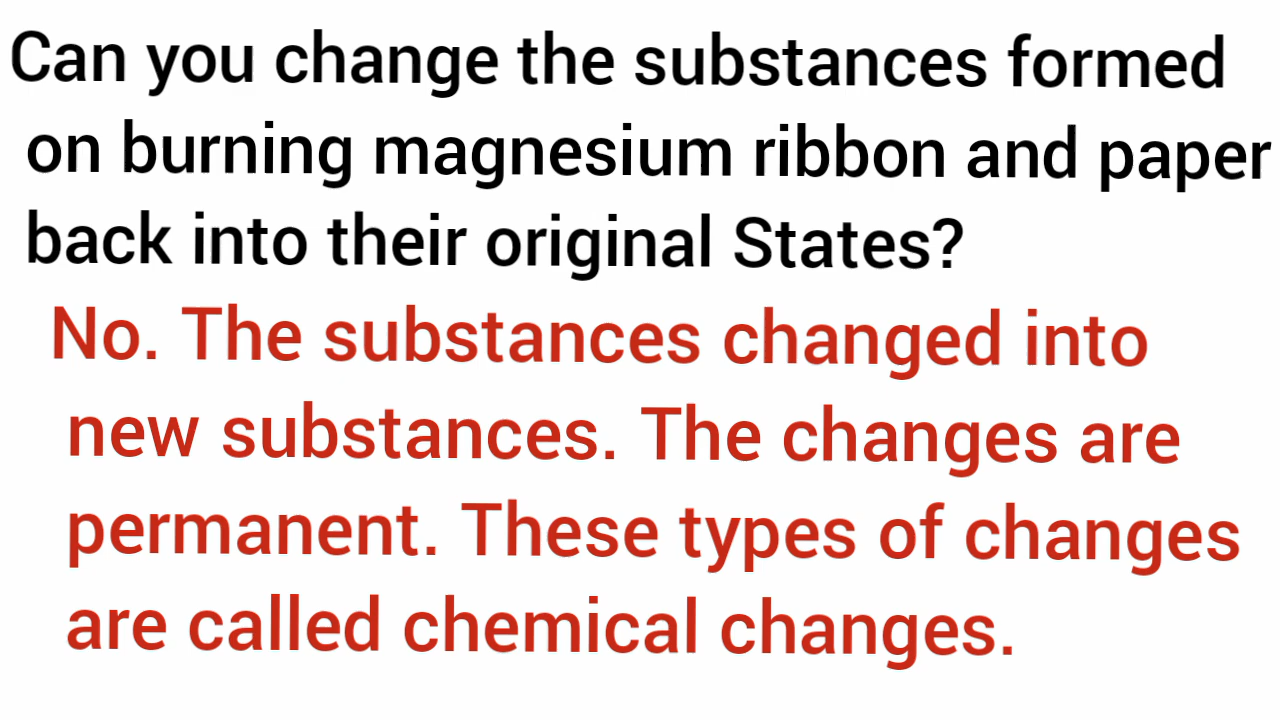 Can you change the substances formed
on burning magnesium ribbon and paper
back into their original States?
No. The substances changed into
new substances. The changes are
permanent. These types of changes
are called chemical changes.